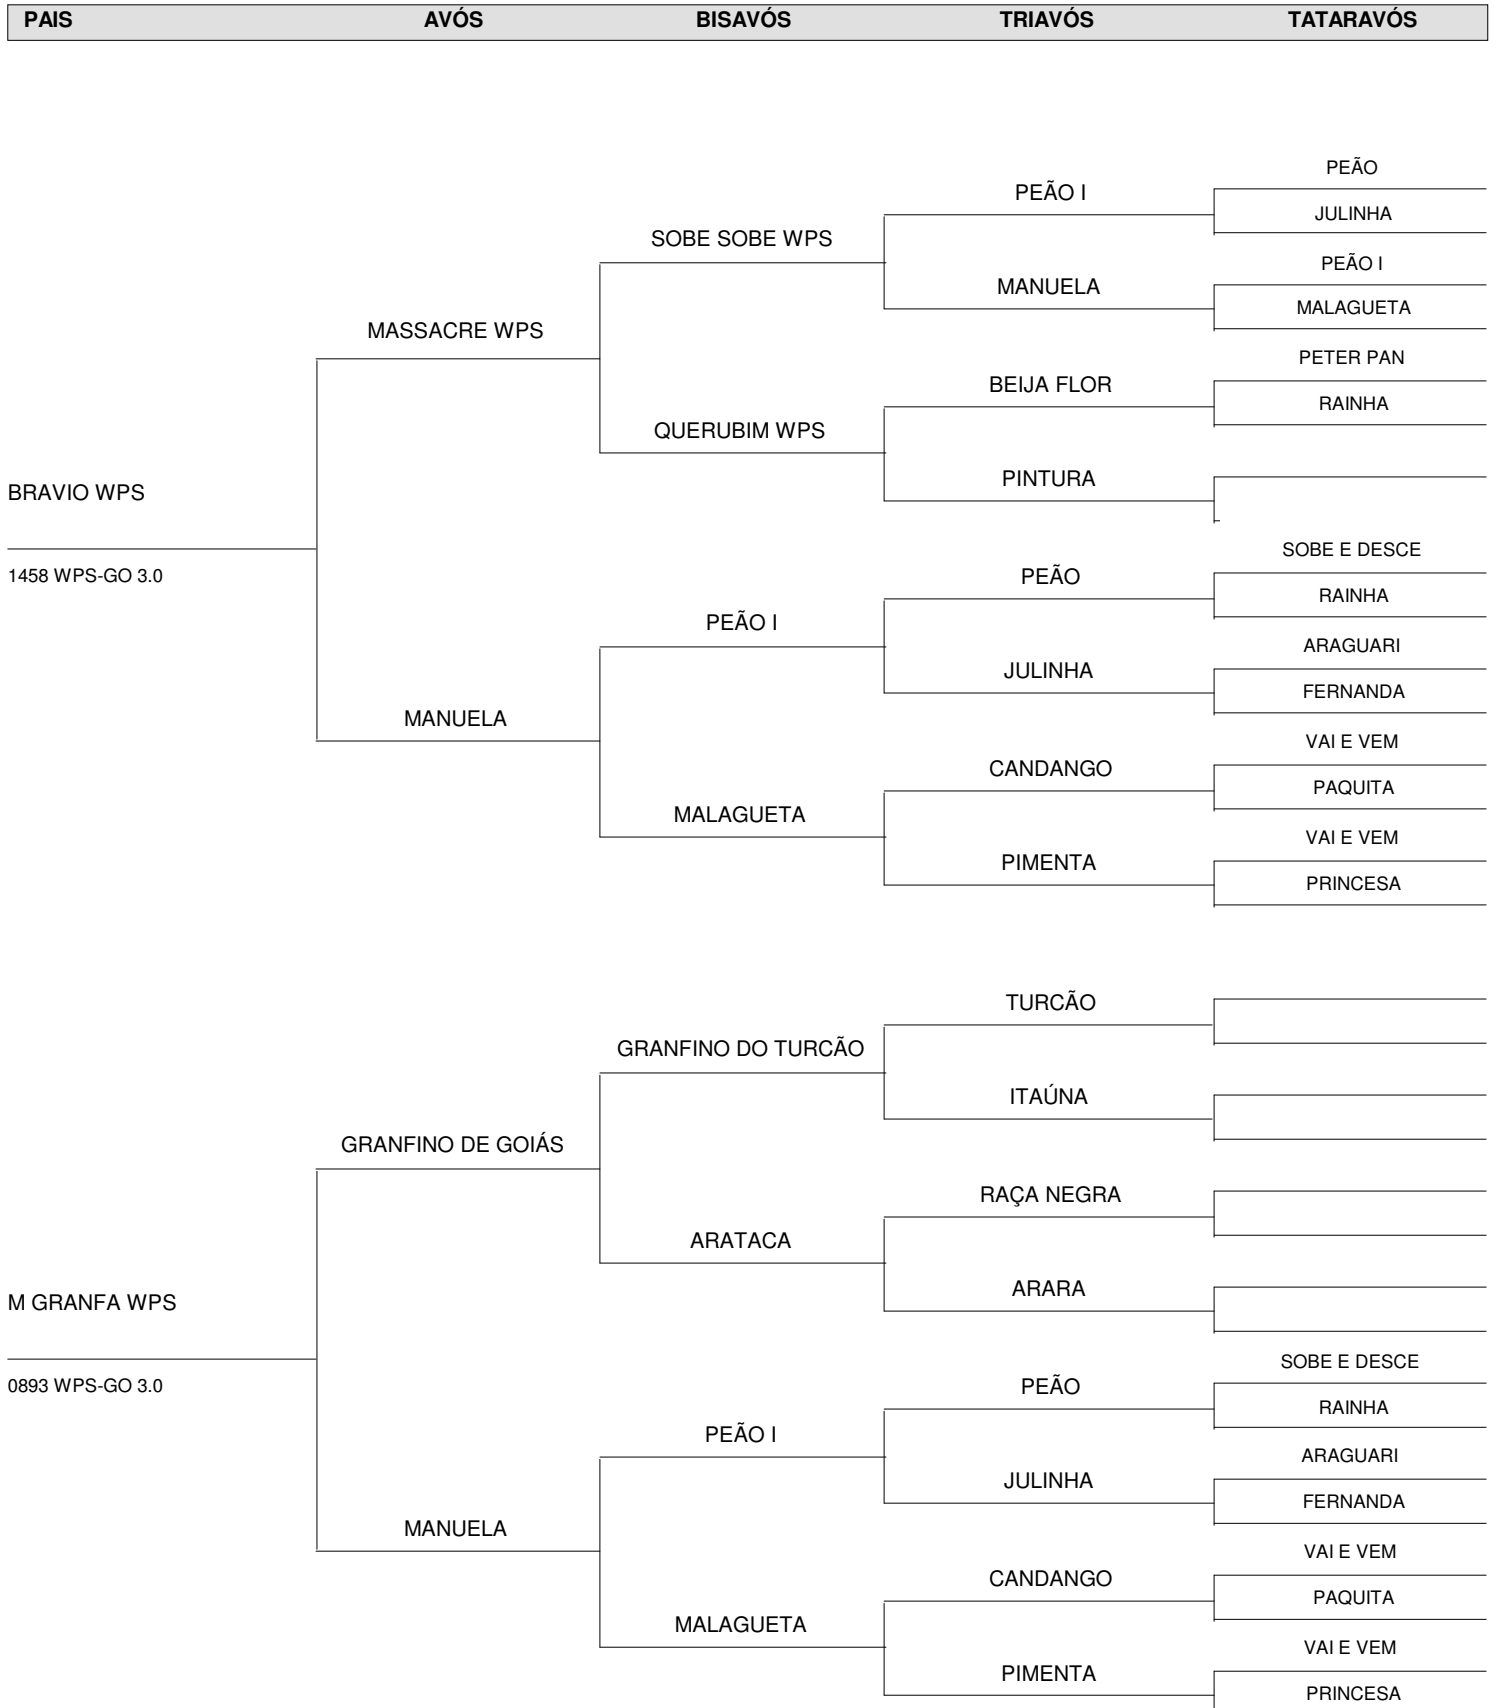 PAIS AVÓS BISAVÓS TRIAVÓS TATARAVÓS
PEÃO
PEÃO I
JULINHA
SOBE SOBE WPS
PEÃO I
MANUELA
MALAGUETA
MASSACRE WPS
PETER PAN
BEIJA FLOR
RAINHA
QUERUBIM WPS
PINTURA
BRAVIO WPS
SOBE E DESCE
1458 WPS-GO 3.0
PEÃO
RAINHA
PEÃO I
ARAGUARI
JULINHA
FERNANDA
MANUELA
VAI E VEM
CANDANGO
PAQUITA
MALAGUETA
VAI E VEM
PIMENTA
PRINCESA
TURCÃO
GRANFINO DO TURCÃO
ITAÚNA
GRANFINO DE GOIÁS
RAÇA NEGRA
ARATACA
ARARA
M GRANFA WPS
SOBE E DESCE
0893 WPS-GO 3.0
PEÃO
RAINHA
PEÃO I
ARAGUARI
JULINHA
FERNANDA
MANUELA
VAI E VEM
CANDANGO
PAQUITA
MALAGUETA
VAI E VEM
PIMENTA
PRINCESA